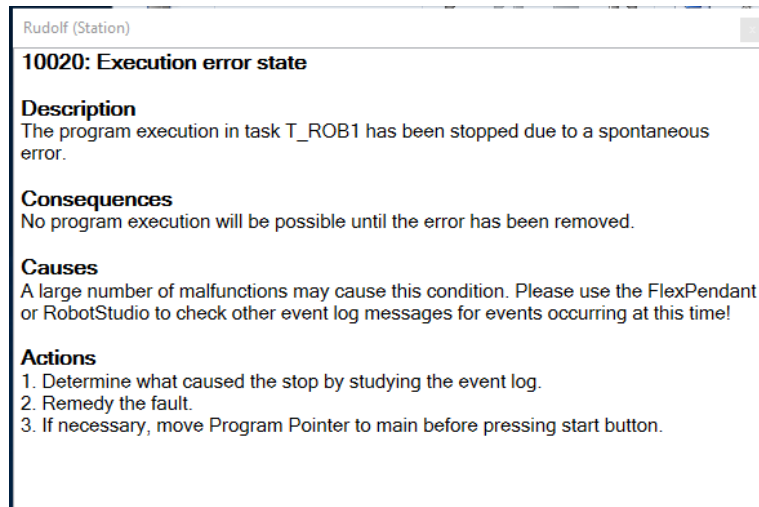 Rudolf (Station)
10020: Execution error state
Description
The program execution in task T_ROB1 has been stopped due to a spontaneous
error.
Consequences
No program execution will be possible until the error has been removed.
Causes
A large number of malfunctions may cause this condition. Please use the FlexPendant
or RobotStudio to check other event log messages for events occurring at this time!
Actions
1. Determine what caused the stop by studying the event log.
2. Remedy the fault.
3. If necessary, move Program Pointer to main before pressing start button.